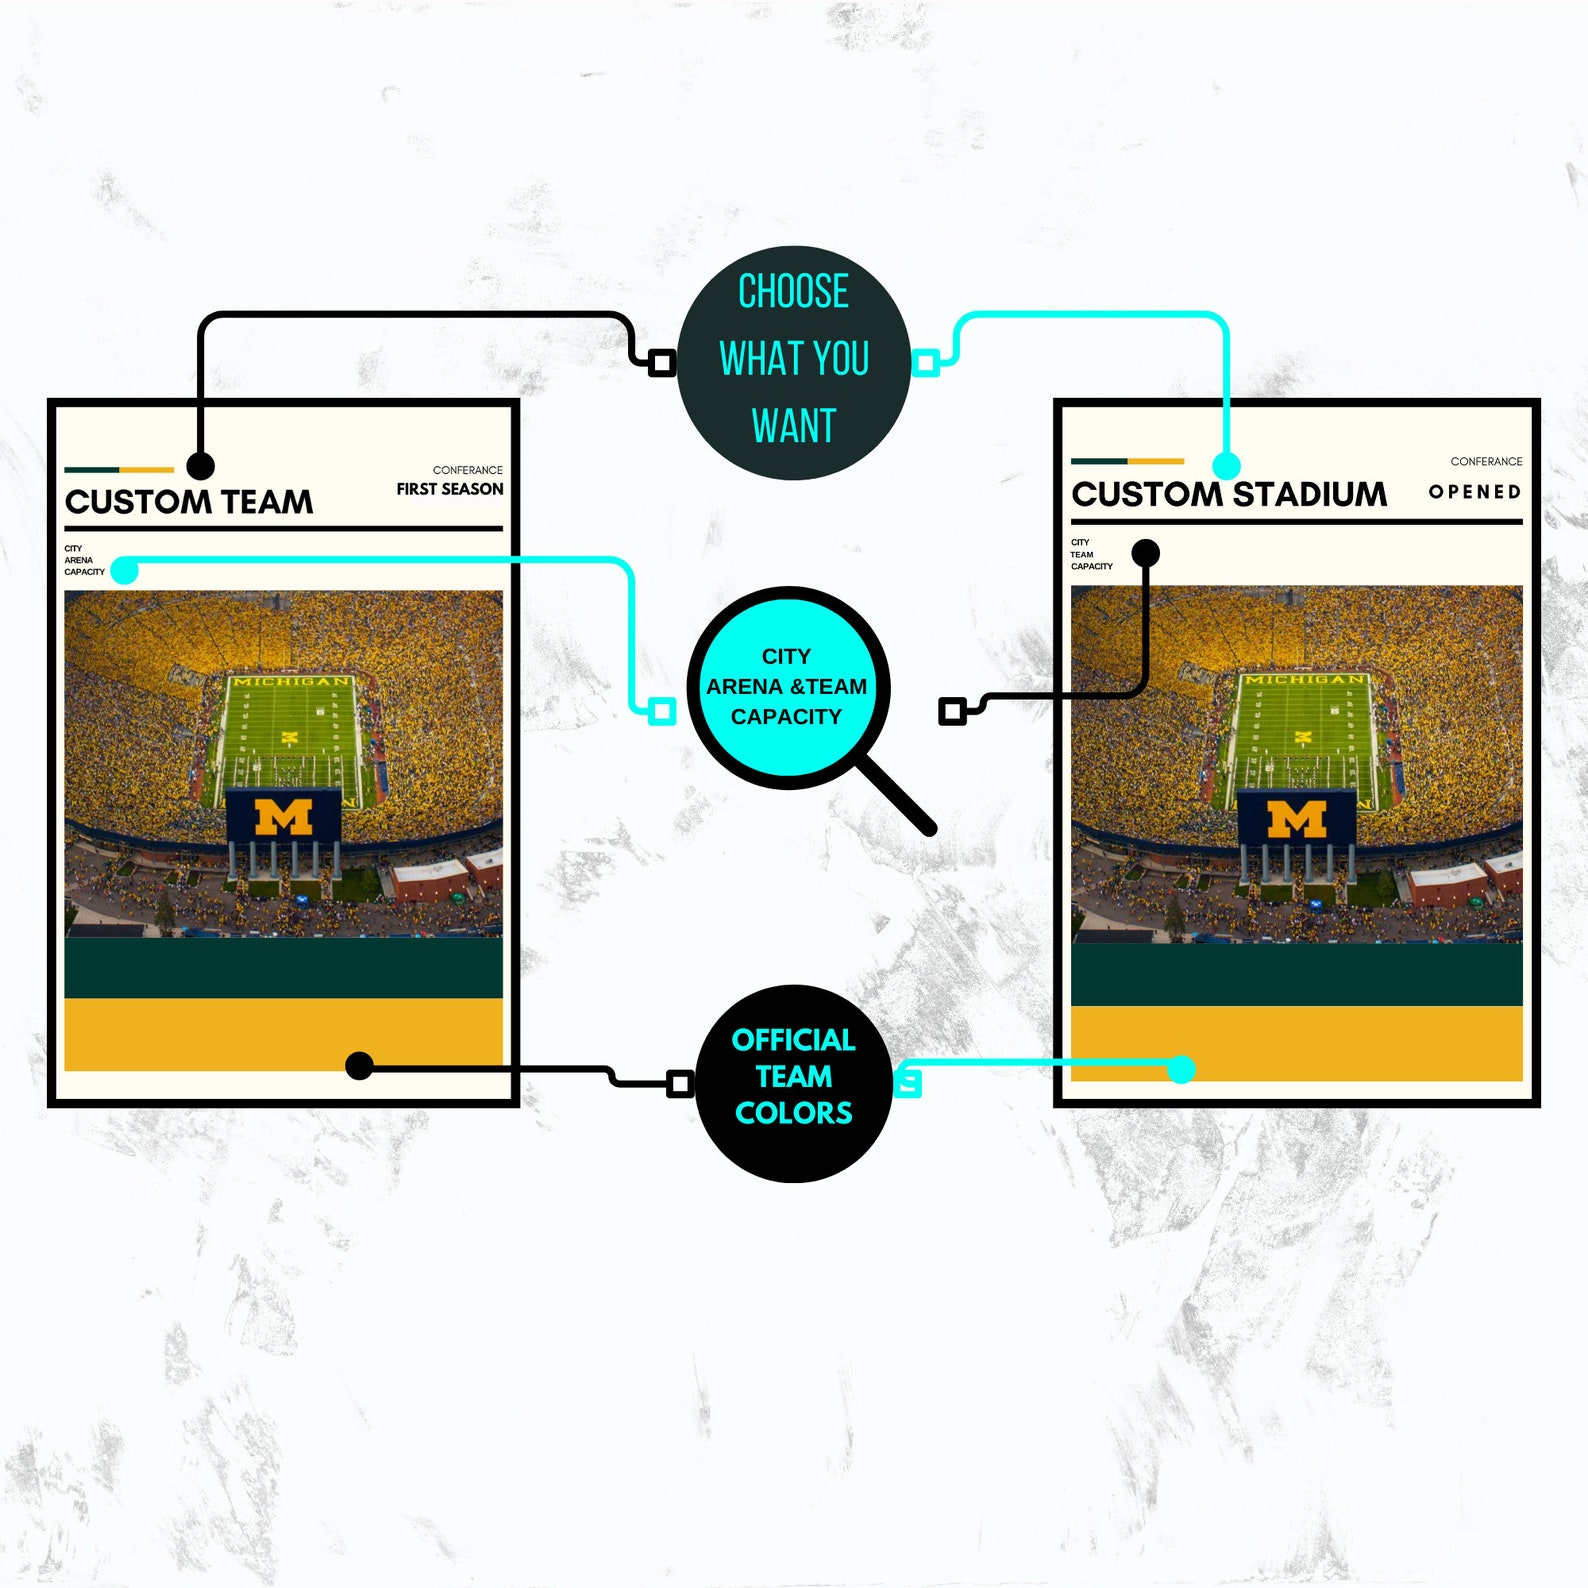 CHOOSE
WHAT YOU
WANT
CONFERANCE
FIRST SEASON
CUSTOM TEAM
CITY
ARENA
CAPACITY
MICHIGAN
M
M
CITY
ARENA &TEAM
CAPACITY
CONFERANCE
CUSTOM STADIUM
OPENED
CITY
TEAM
CAPACITY
MICHIGAN
M
M
OFFICIAL
TEAM
COLORS